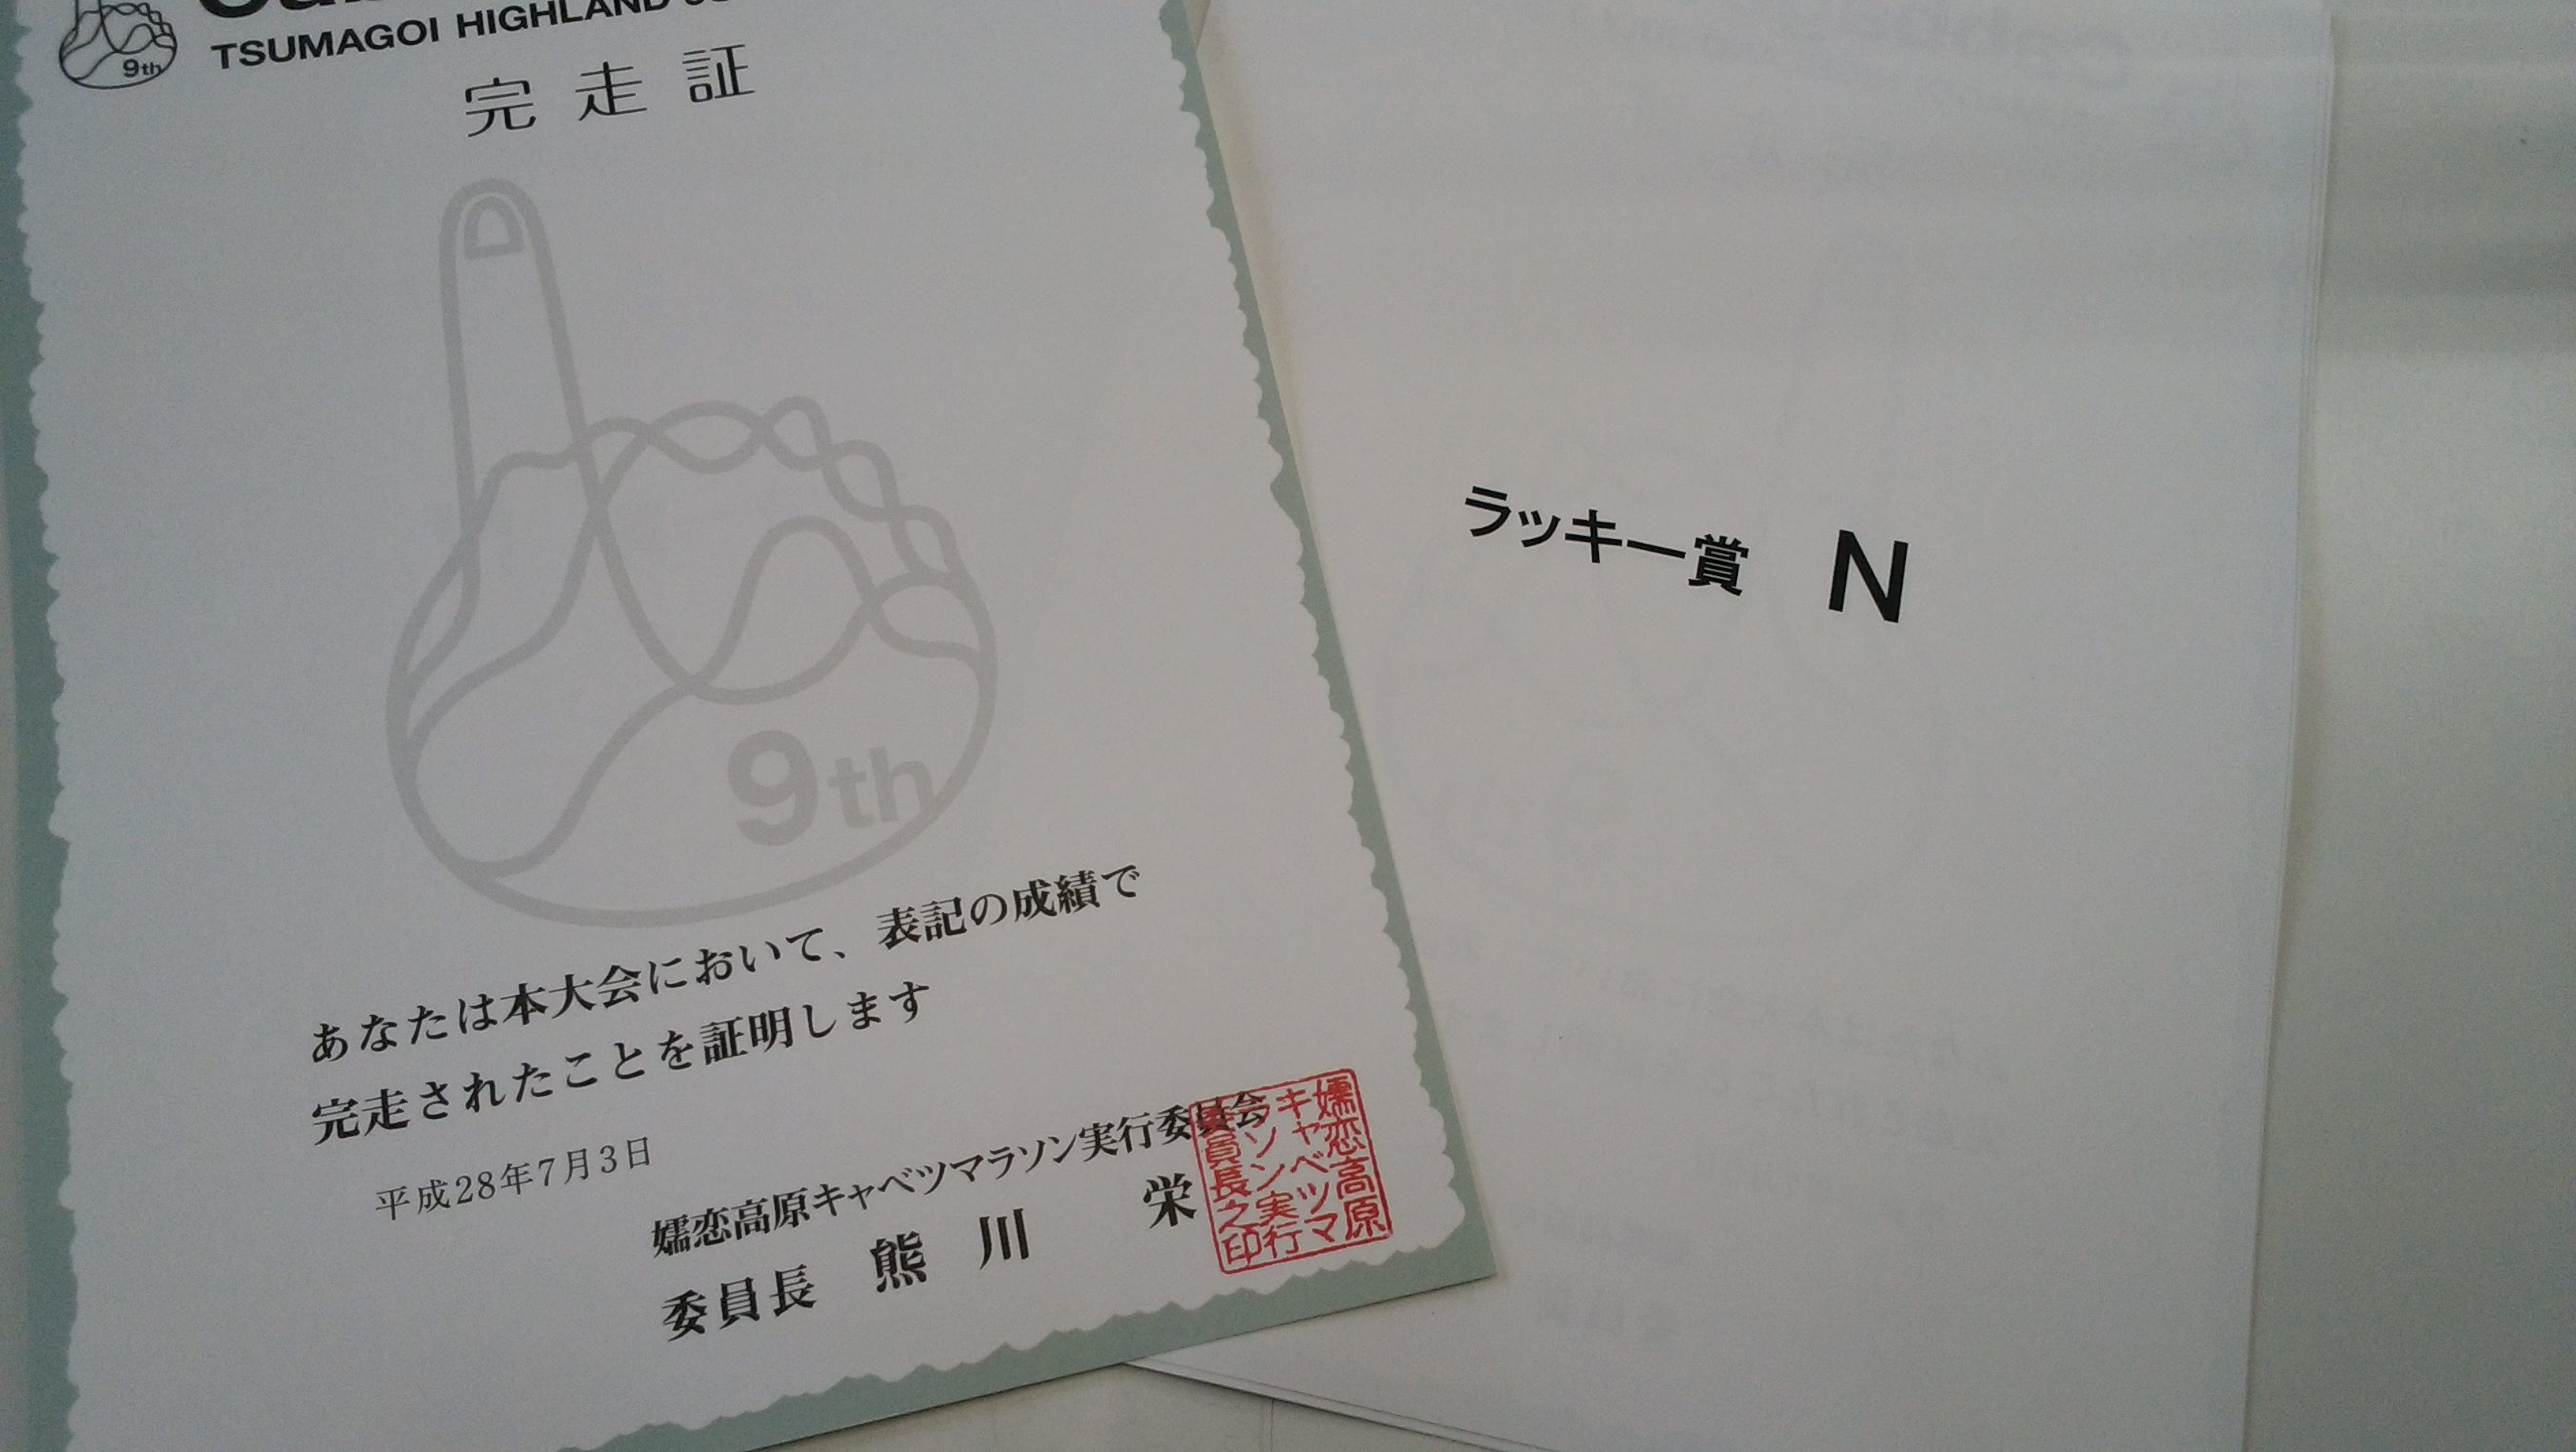 TSUMAGOI HIGHLAND
9th
完走証
9th
あなたは本大会において、表記の成績で
完走されたことを証明します
平成28年7月3日
嬬恋高原キャベツマラソン実行委員会
委員長 熊川 栄
嬬恋高原
キャベツマ
ラソン実行
委員長之印
ラッキー賞 N